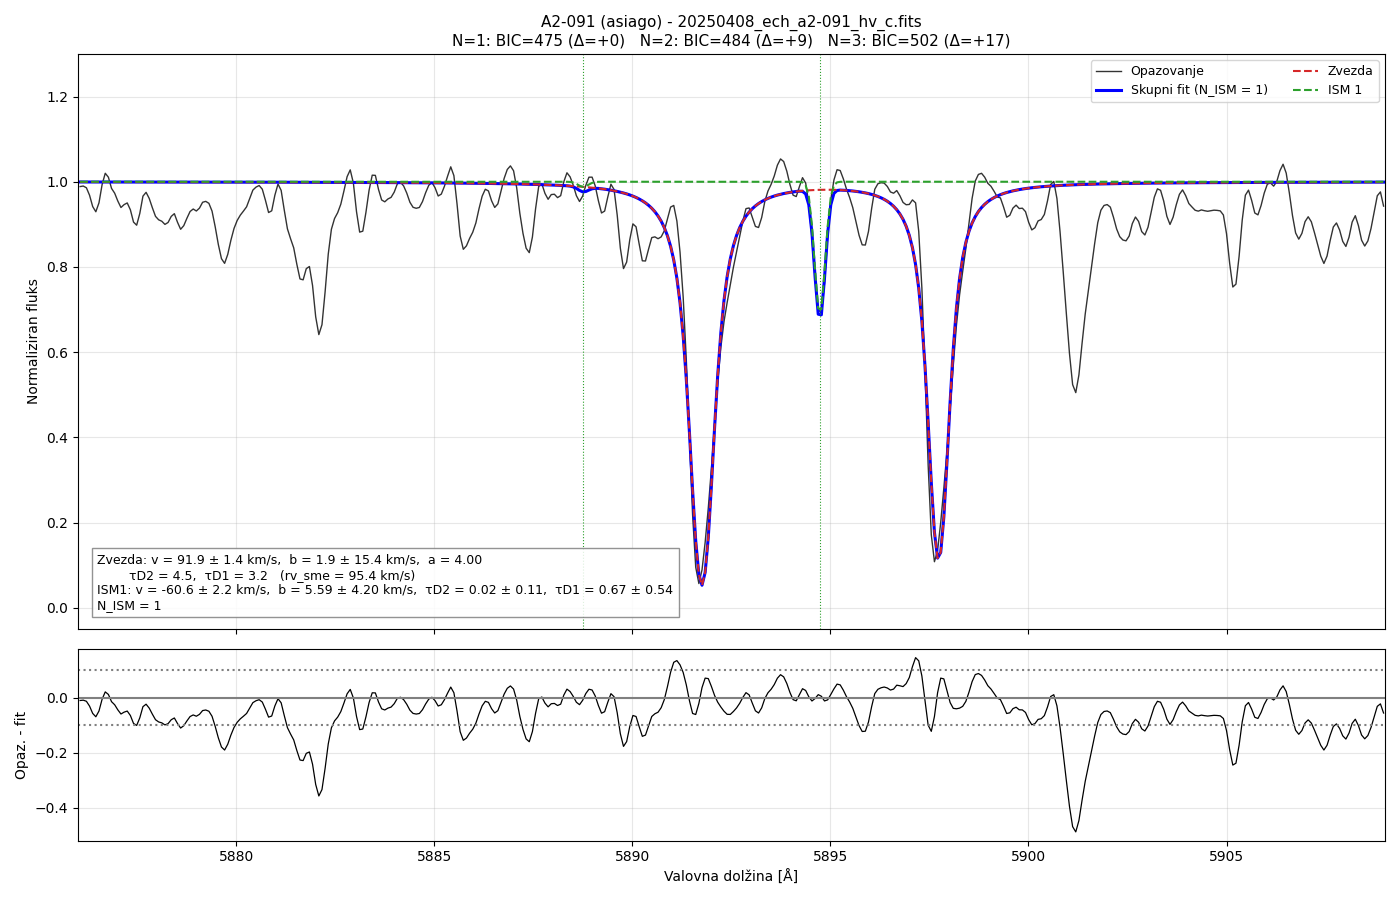 A2-091 (asiago) - 20250408_ech_a2-091_hv_c.fits
N=1: BIC=475 (Δ=+0)   N=2: BIC=484 (Δ=+9)   N=3: BIC=502 (Δ=+17)
Normaliziran fluks
1.2
1.0
0.8
0.6
0.4
0.2
0.0
Opazovanje
Skupni fit (N_ISM = 1)
Zvezda
ISM 1
Zvezda: v = 91.9 ± 1.4 km/s,  b = 1.9 ± 15.4 km/s,  a = 4.00
τD2 = 4.5,  τD1 = 3.2   (rv_sme = 95.4 km/s)
ISM1: v = -60.6 ± 2.2 km/s,  b = 5.59 ± 4.20 km/s,  τD2 = 0.02 ± 0.11,  τD1 = 0.67 ± 0.54
N_ISM = 1
Opaz. - fit
0.0
−0.2
−0.4
5880
5885
5890
5895
5900
5905
Valovna dolžina [Å]